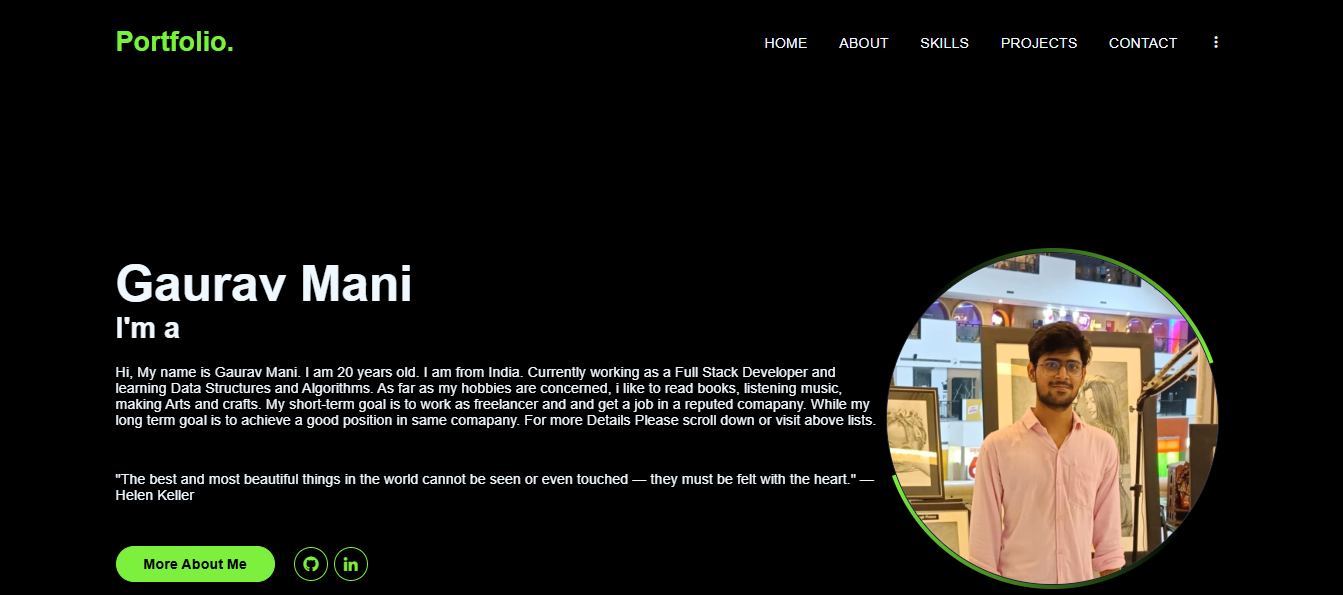 Portfolio.
HOME ABOUT SKILLS PROJECTS CONTACT
Gaurav Mani
I'm a
Hi, My name is Gaurav Mani. I am 20 years old. I am from India. Currently working as a Full Stack Developer and
learning Data Structures and Algorithms. As far as my hobbies are concerned, i like to read books, listening music,
making Arts and crafts. My short-term goal is to work as freelancer and and get a job in a reputed comapany. While my
long term goal is to achieve a good position in same comapany. For more Details Please scroll down or visit above lists.
"The best and most beautiful things in the world cannot be seen or even touched — they must be felt with the heart." —
Helen Keller
More About Me
in